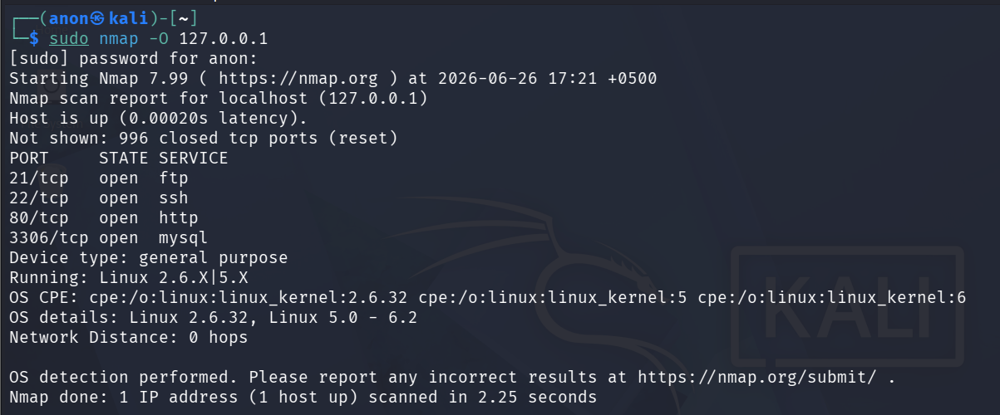 ┌──(anon㉿kali)-[~]
└─$ sudo nmap -O 127.0.0.1
[sudo] password for anon:
Starting Nmap 7.99 ( https://nmap.org ) at 2026-06-26 17:21 +0500
Nmap scan report for localhost (127.0.0.1)
Host is up (0.00020s latency).
Not shown: 996 closed tcp ports (reset)
PORT     STATE SERVICE
21/tcp   open  ftp
22/tcp   open  ssh
80/tcp   open  http
3306/tcp open  mysql
Device type: general purpose
Running: Linux 2.6.X|5.X
OS CPE: cpe:/o:linux:linux_kernel:2.6.32 cpe:/o:linux:linux_kernel:5 cpe:/o:linux:linux_kernel:6
OS details: Linux 2.6.32, Linux 5.0 - 6.2
Network Distance: 0 hops
KALI
OS detection performed. Please report any incorrect results at https://nmap.org/submit/ .
Nmap done: 1 IP address (1 host up) scanned in 2.25 seconds